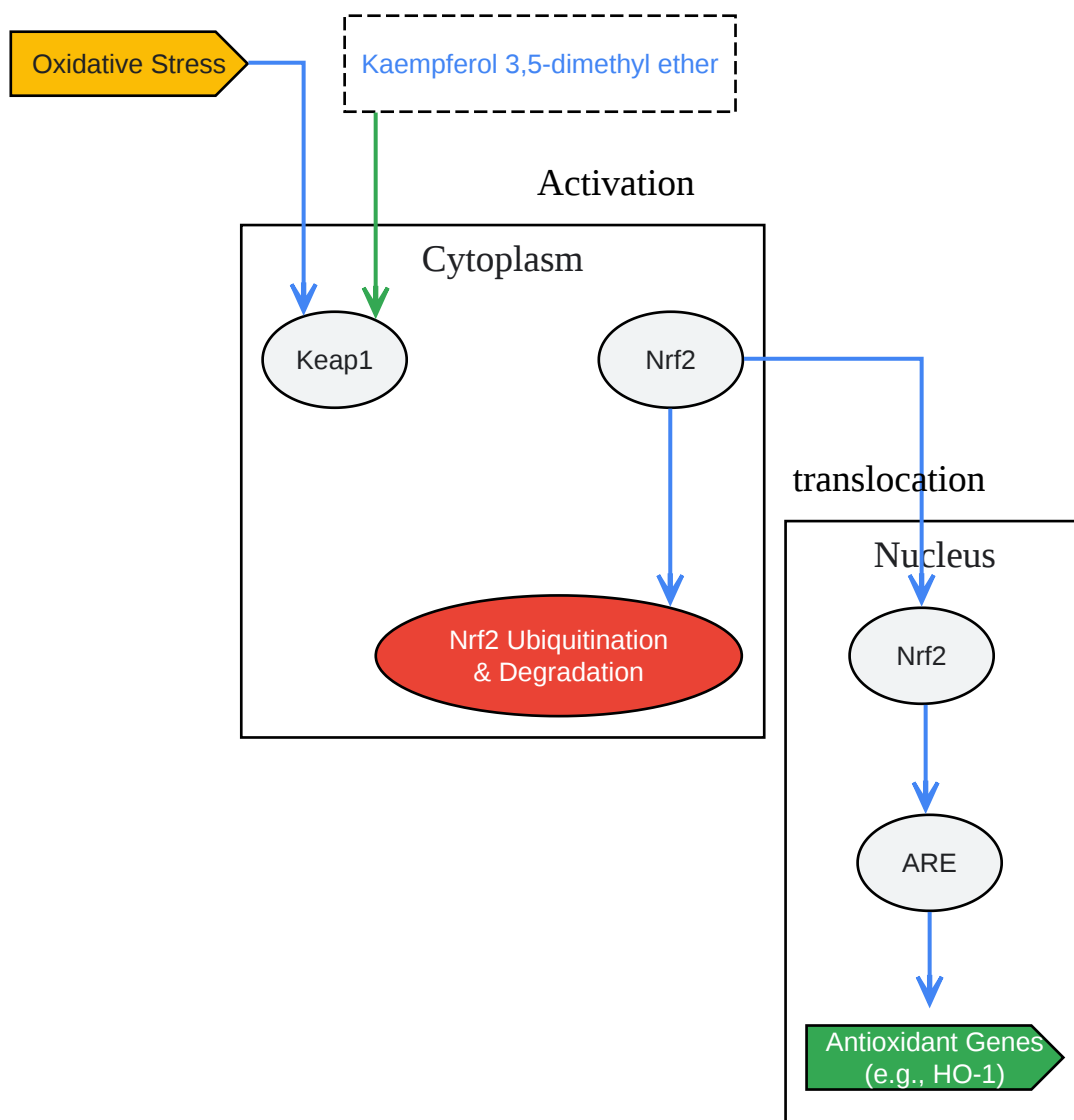 Oxidative Stress
Kaempferol 3,5-dimethyl ether
Activation
Cytoplasm
Keap1
Nrf2
translocation
Nucleus
Nrf2 Ubiquitination
& Degradation
Nrf2
ARE
Antioxidant Genes
(e.g., HO-1)